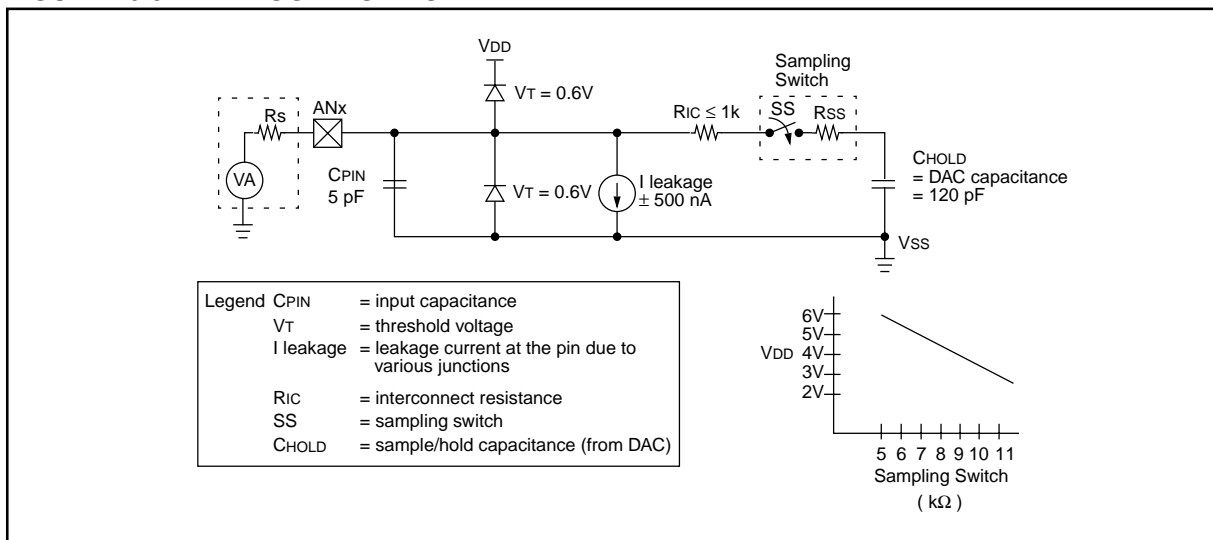 VDD
Sampling
Switch
VT = 0.6V
RIC ≤ 1k
SS
RSS
Rs
ANx
CHOLD
= DAC capacitance
= 120 pF
VA
CPIN
5 pF
VT = 0.6V
I leakage
± 500 nA
VSS
Legend CPIN = input capacitance
VT = threshold voltage
I leakage = leakage current at the pin due to
various junctions
RIC = interconnect resistance
SS = sampling switch
CHOLD = sample/hold capacitance (from DAC)
6V
5V
VDD 4V
3V
2V
5 6 7 8 9 10 11
Sampling Switch
( kΩ )